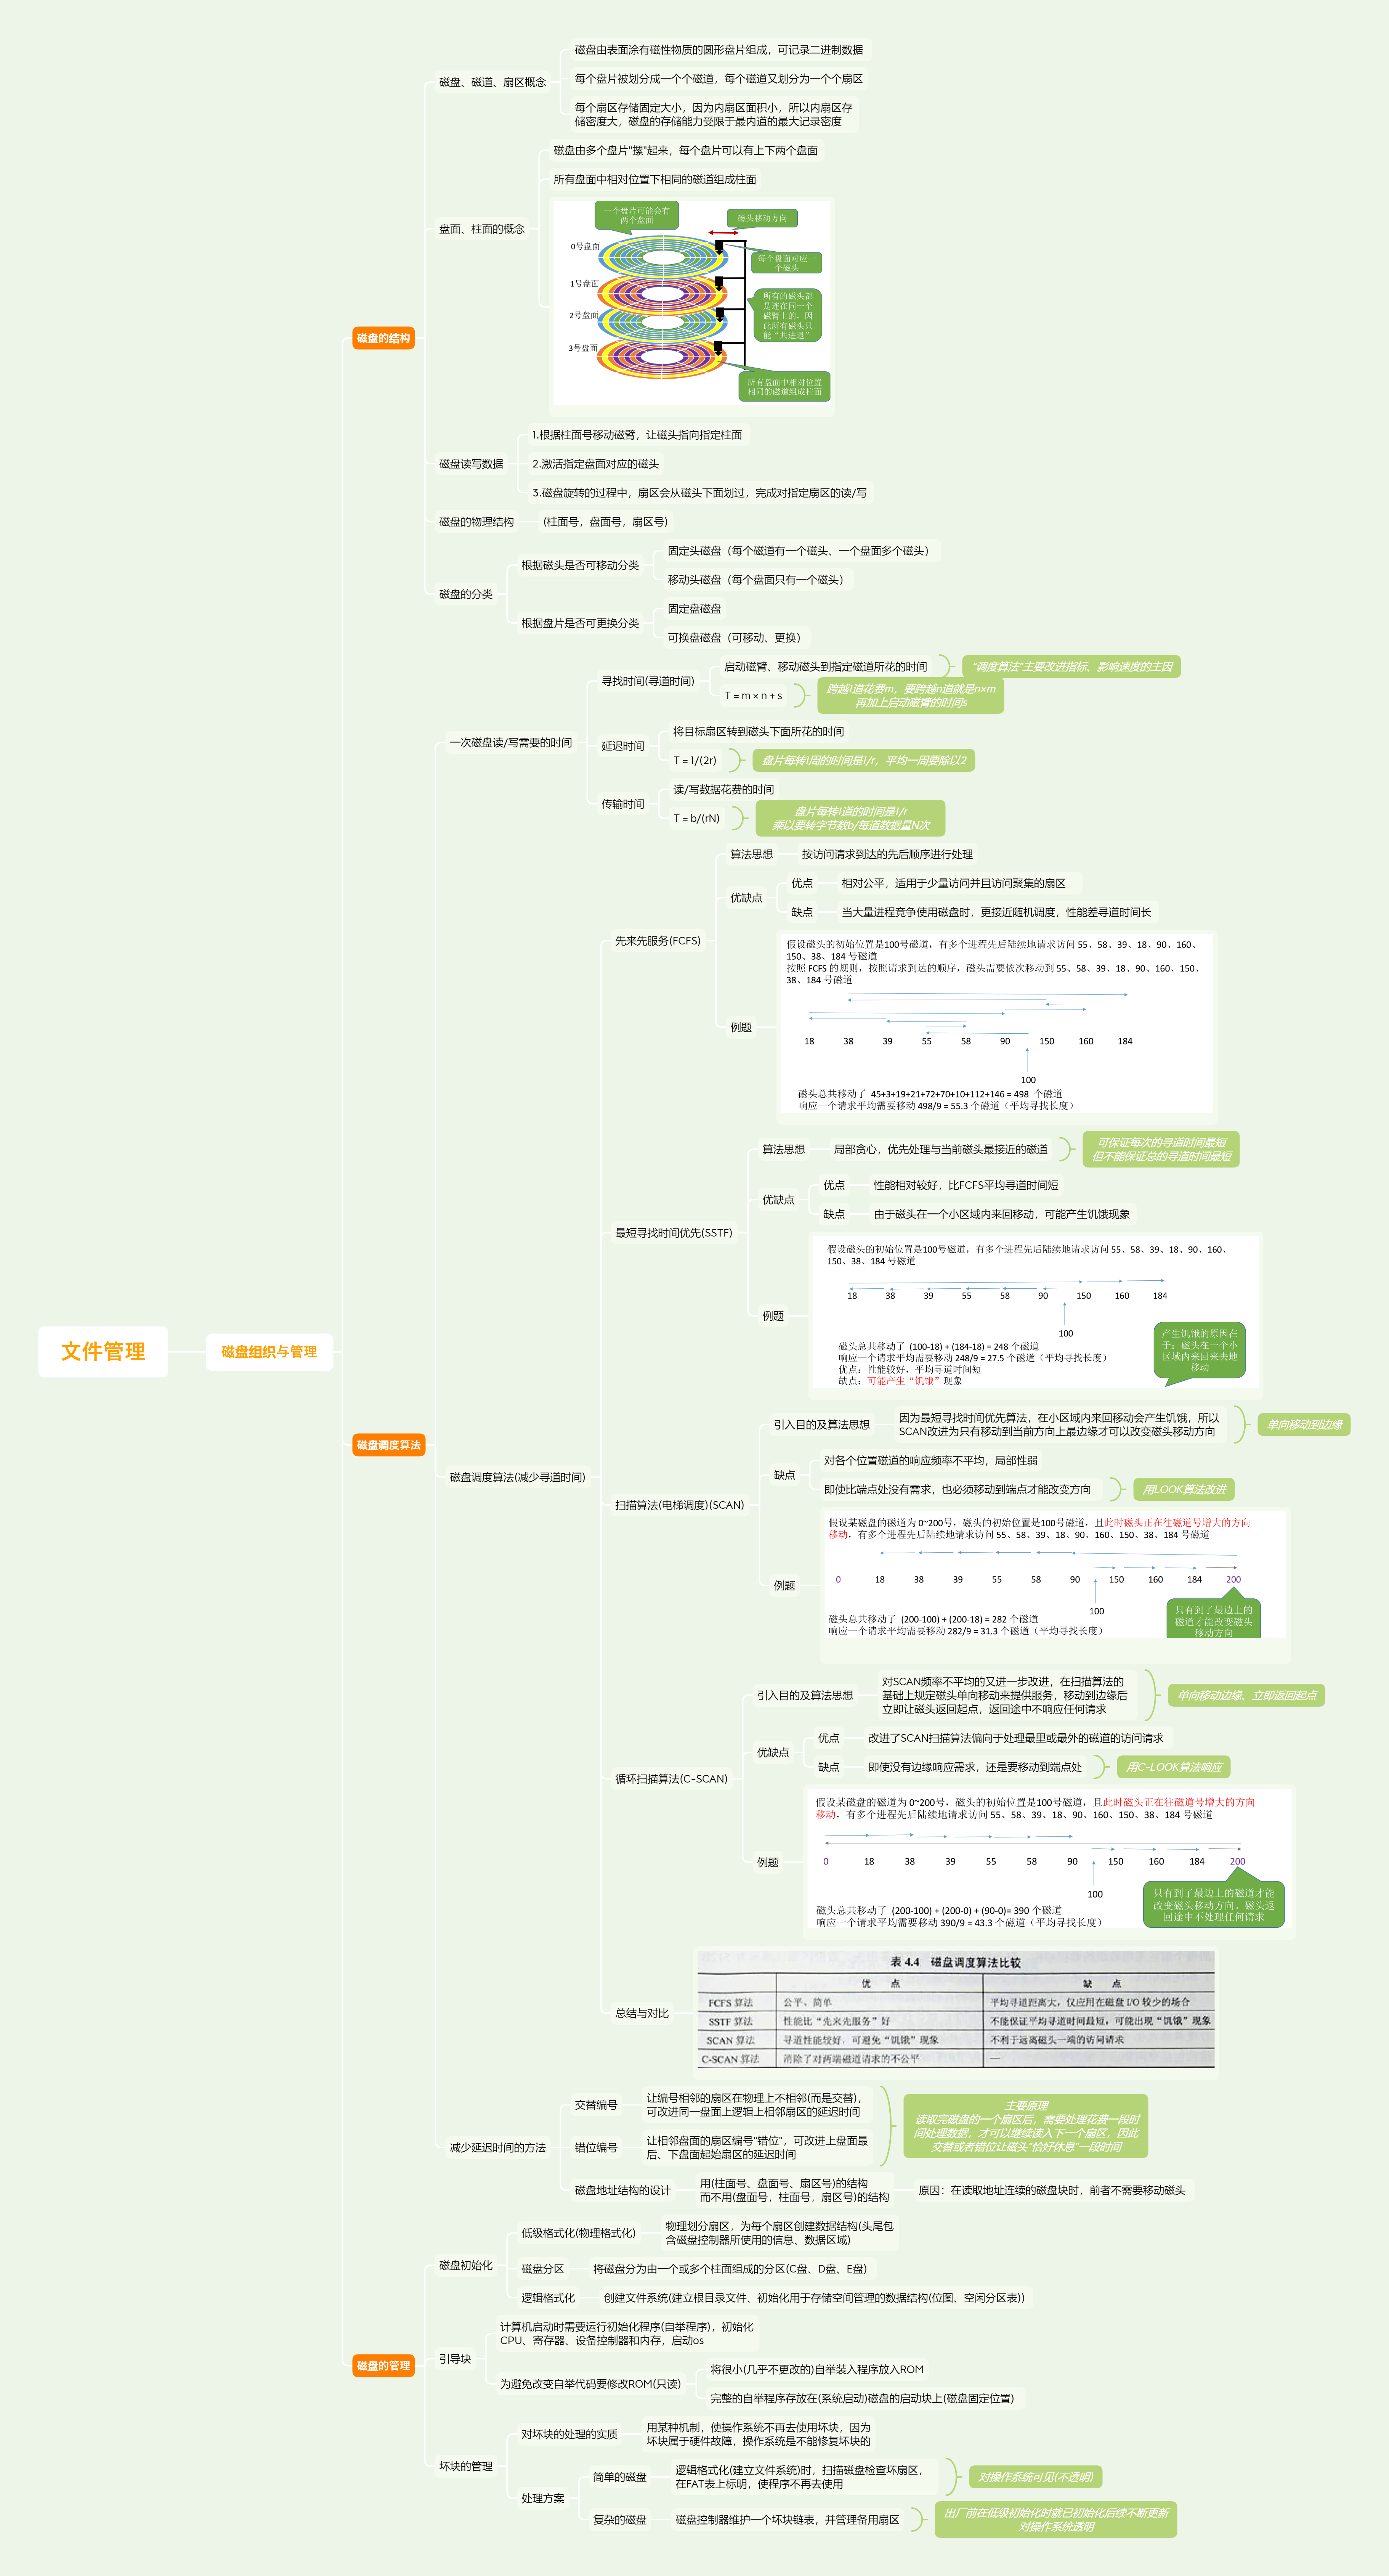 文件管理
磁盘组织与管理
磁盘的结构
磁盘、磁道、扇区概念
磁盘由表面涂有磁性物质的圆形盘片组成，可记录二进制数据
每个盘片被划分成一个个磁道，每个磁道又划分为一个个扇区
每个扇区存储固定大小，因为内扇区面积小，所以内扇区存
储密度大，磁盘的存储能力受限于最内道的最大记录密度
盘面、柱面的概念
磁盘由多个盘片"摞"起来，每个盘片可以有上下两个盘面
所有盘面中相对位置下相同的磁道组成柱面
一个盘片可能会有
两个盘面
磁头移动方向
0号盘面
每个盘面对应一
个磁头
1号盘面
所有的磁头都
是连在同一个
磁臂上的，因
此所有磁头只
能“共进退”
2号盘面
3号盘面
所有盘面中相对位置
相同的磁道组成柱面
磁盘读写数据
1.根据柱面号移动磁臂，让磁头指向指定柱面
2.激活指定盘面对应的磁头
3.磁盘旋转的过程中，扇区会从磁头下面划过，完成对指定扇区的读/写
磁盘的物理结构
(柱面号，盘面号，扇区号)
磁盘的分类
根据磁头是否可移动分类
固定头磁盘（每个磁道有一个磁头、一个盘面多个磁头）
移动头磁盘（每个盘面只有一个磁头）
根据盘片是否可更换分类
固定盘磁盘
可换盘磁盘（可移动、更换）
磁盘调度算法
一次磁盘读/写需要的时间
寻找时间(寻道时间)
启动磁臂、移动磁头到指定磁道所花的时间
"调度算法"主要改进指标、影响速度的主因
T = m × n + s
跨越1道花费m，要跨越n道就是n×m
再加上启动磁臂的时间s
延迟时间
将目标扇区转到磁头下面所花的时间
T = 1/(2r)
盘片每转1周的时间是1/r，平均一周要除以2
传输时间
读/写数据花费的时间
T = b/(rN)
盘片每转1道的时间是1/r
乘以要转字节数b/每道数据量N次
磁盘调度算法(减少寻道时间)
先来先服务(FCFS)
算法思想
按访问请求到达的先后顺序进行处理
优缺点
优点
相对公平，适用于少量访问并且访问聚集的扇区
缺点
当大量进程竞争使用磁盘时，更接近随机调度，性能差寻道时间长
例题
假设磁头的初始位置是100号磁道，有多个进程先后陆续地请求访问 55、58、39、18、90、160、
150、38、184 号磁道
按照 FCFS 的规则，按照请求到达的顺序，磁头需要依次移动到 55、58、39、18、90、160、150、
38、184 号磁道
18 38 39 55 58 90 150 160 184
100
磁头总共移动了 45+3+19+21+72+70+10+112+146 = 498 个磁道
响应一个请求平均需要移动 498/9 = 55.3 个磁道（平均寻找长度）
最短寻找时间优先(SSTF)
算法思想
局部贪心，优先处理与当前磁头最接近的磁道
可保证每次的寻道时间最短
但不能保证总的寻道时间最短
优缺点
优点
性能相对较好，比FCFS平均寻道时间短
缺点
由于磁头在一个小区域内来回移动，可能产生饥饿现象
例题
假设磁头的初始位置是100号磁道，有多个进程先后陆续地请求访问 55、58、39、18、90、160、
150、38、184 号磁道
18 38 39 55 58 90 150 160 184
100
磁头总共移动了 (100-18) + (184-18) = 248 个磁道
响应一个请求平均需要移动 248/9 = 27.5 个磁道（平均寻找长度）
优点：性能较好，平均寻道时间短
缺点：可能产生“饥饿”现象
产生饥饿的原因在
于：磁头在一个小
区域内来回来去地
移动
扫描算法(电梯调度)(SCAN)
引入目的及算法思想
因为最短寻找时间优先算法，在小区域内来回移动会产生饥饿，所以
SCAN改进为只有移动到当前方向上最边缘才可以改变磁头移动方向
单向移动到边缘
缺点
对各个位置磁道的响应频率不平均，局部性弱
即使比端点处没有需求，也必须移动到端点才能改变方向
用LOOK算法改进
例题
假设某磁盘的磁道为 0~200号，磁头的初始位置是100号磁道，且此时磁头正在往磁道号增大的方向
移动，有多个进程先后陆续地请求访问 55、58、39、18、90、160、150、38、184 号磁道
0 18 38 39 55 58 90 150 160 184 200
100
磁头总共移动了 (200-100) + (200-18) = 282 个磁道
响应一个请求平均需要移动 282/9 = 31.3 个磁道（平均寻找长度）
只有到了最边上的
磁道才能改变磁头
移动方向
循环扫描算法(C-SCAN)
引入目的及算法思想
对SCAN频率不平均的又进一步改进，在扫描算法的
基础上规定磁头单向移动来提供服务，移动到边缘后
立即让磁头返回起点，返回途中不响应任何请求
单向移动边缘、立即返回起点
优缺点
优点
改进了SCAN扫描算法偏向于处理最里或最外的磁道的访问请求
缺点
即使没有边缘响应需求，还是要移动到端点处
用C-LOOK算法响应
例题
假设某磁盘的磁道为 0~200号，磁头的初始位置是100号磁道，且此时磁头正在往磁道号增大的方向
移动，有多个进程先后陆续地请求访问 55、58、39、18、90、160、150、38、184 号磁道
0 18 38 39 55 58 90 150 160 184 200
100
磁头总共移动了 (200-100) + (200-0) + (90-0)= 390 个磁道
响应一个请求平均需要移动 390/9 = 43.3 个磁道（平均寻找长度）
只有到了最边上的磁道才能
改变磁头移动方向。磁头返
回途中不处理任何请求
总结与对比
表 4.4 磁盘调度算法比较
优 点 缺 点
FCFS 算法 公平、简单 平均寻道距离大，仅应用在磁盘 I/O 较少的场合
SSTF 算法 性能比“先来先服务”好 不能保证平均寻道时间最短，可能出现“饥饿”现象
SCAN 算法 寻道性能较好，可避免“饥饿”现象 不利于远离磁头一端的访问请求
C-SCAN 算法 消除了对两端磁道请求的不公平 —
减少延迟时间的方法
交替编号
让编号相邻的扇区在物理上不相邻(而是交替)，
可改进同一盘面上逻辑上相邻扇区的延迟时间
错位编号
让相邻盘面的扇区编号"错位"，可改进上盘面最
后、下盘面起始扇区的延迟时间
主要原理
读取完磁盘的一个扇区后，需要处理花费一段时
间处理数据，才可以继续读入下一个扇区，因此
交替或者错位让磁头"恰好休息"一段时间
磁盘地址结构的设计
用(柱面号、盘面号、扇区号)的结构
而不用(盘面号，柱面号，扇区号)的结构
原因：在读取地址连续的磁盘块时，前者不需要移动磁头
磁盘的管理
磁盘初始化
低级格式化(物理格式化)
物理划分扇区，为每个扇区创建数据结构(头尾包
含磁盘控制器所使用的信息、数据区域)
磁盘分区
将磁盘分为由一个或多个柱面组成的分区(C盘、D盘、E盘)
逻辑格式化
创建文件系统(建立根目录文件、初始化用于存储空间管理的数据结构(位图、空闲分区表))
引导块
计算机启动时需要运行初始化程序(自举程序)，初始化
CPU、寄存器、设备控制器和内存，启动os
为避免改变自举代码要修改ROM(只读)
将很小(几乎不更改的)自举装入程序放入ROM
完整的自举程序存放在(系统启动)磁盘的启动块上(磁盘固定位置)
坏块的管理
对坏块的处理的实质
用某种机制，使操作系统不再去使用坏块，因为
坏块属于硬件故障，操作系统是不能修复坏块的
处理方案
简单的磁盘
逻辑格式化(建立文件系统)时，扫描磁盘检查坏扇区，
在FAT表上标明，使程序不再去使用
对操作系统可见(不透明)
复杂的磁盘
磁盘控制器维护一个坏块链表，并管理备用扇区
出厂前在低级初始化时就已初始化后续不断更新
对操作系统透明